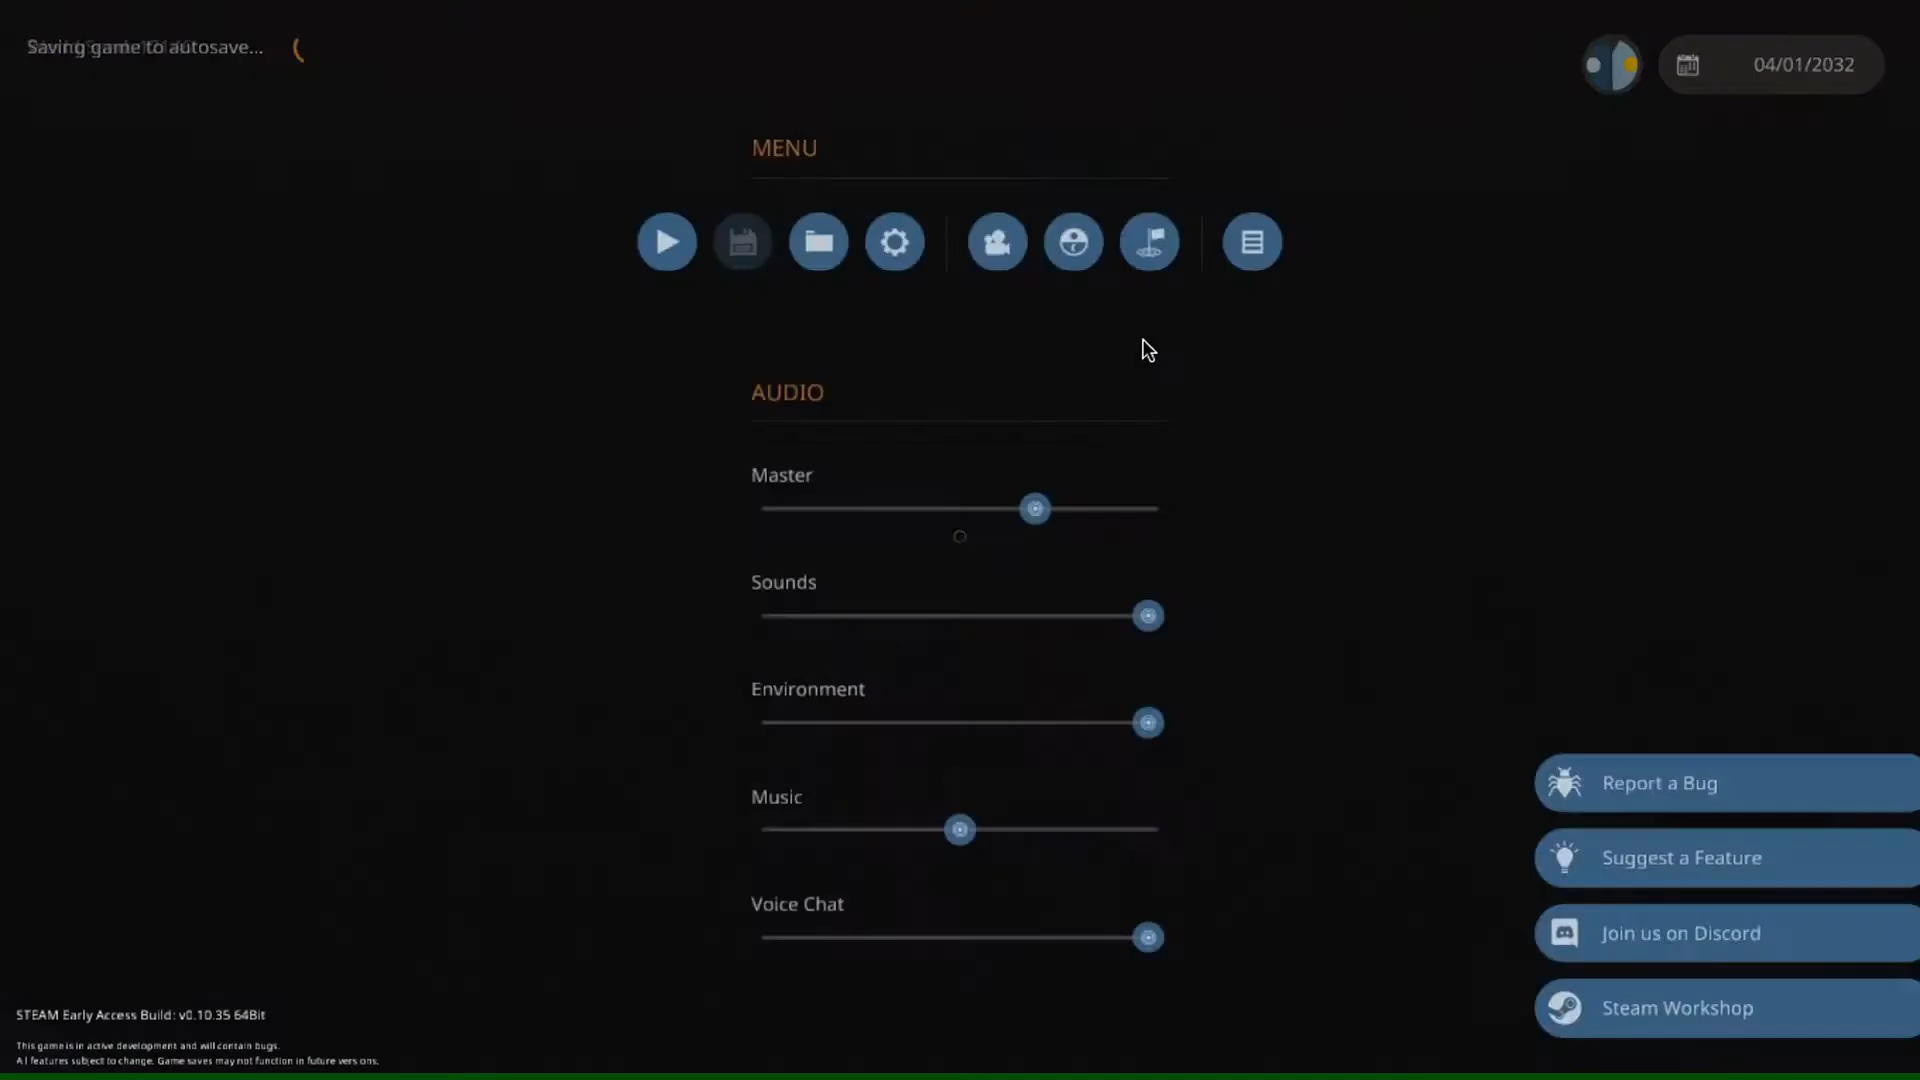 Saving game to autosave...
04/01/2032
MENU
AUDIO
Master
Sounds
Environment
Music
Voice Chat
Report a Bug
Suggest a Feature
Join us on Discord
Steam Workshop
STEAM Early Access Build: v0.10.35 64Bit
This game is in active development and will contain bugs.
All features subject to change. Game saves may not function in future versions.